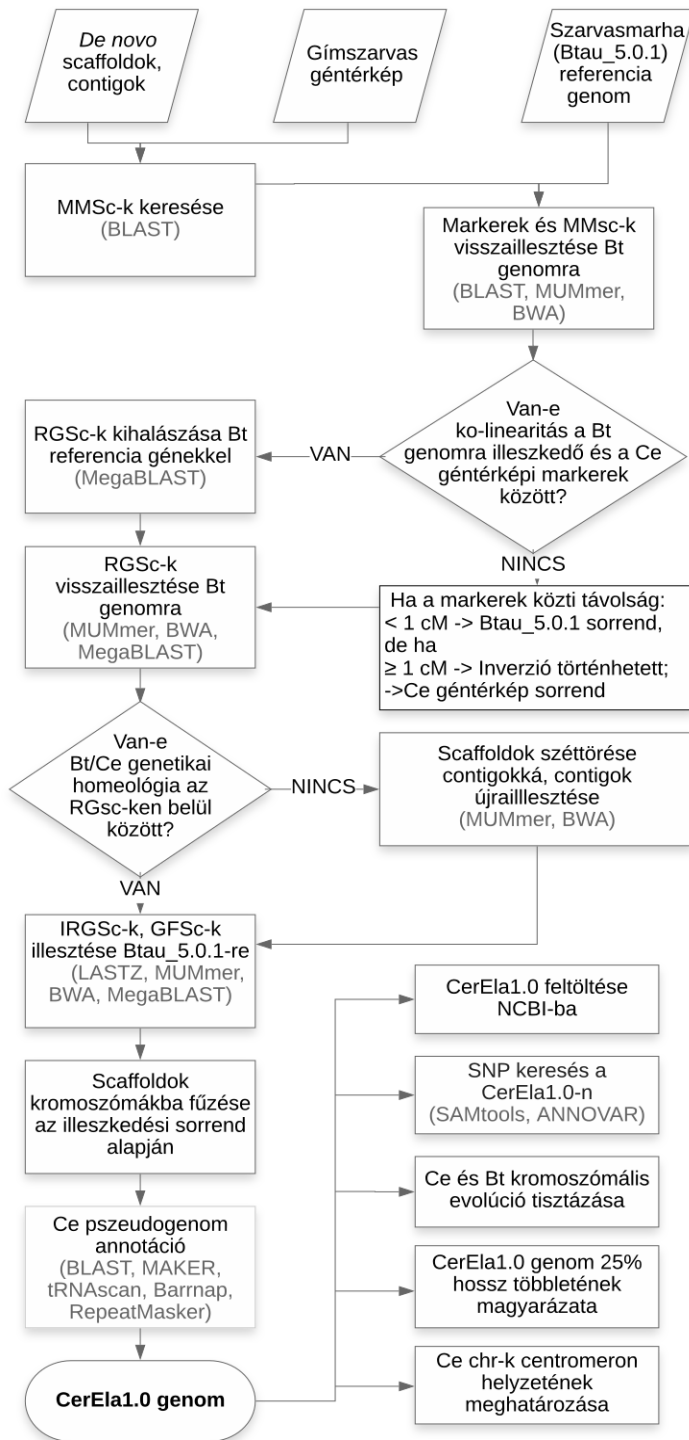 De novo
scaffoldok,
contigok
Gímszarvas
géntérkép
Szarvasmarha
(Btau_5.0.1)
referencia
genom
MMSc-k keresése
(BLAST)
Markerek és MMsc-k
visszaillesztése Bt
genomra
(BLAST, MUMmer,
BWA)
Van-e
ko-linearitás a Bt
genomra illeszkedő és a Ce
géntérképi markerek
között?
VAN
RGSc-k kihalászása Bt
referencia génekkel
(MegaBLAST)
NINCS
RGSc-k
visszaillesztése Bt
genomra
(MUMmer, BWA,
MegaBLAST)
Ha a markerek közti távolság:
< 1 cM -> Btau_5.0.1 sorrend,
de ha
≥ 1 cM -> Inverzió történhetett;
->Ce géntérkép sorrend
Van-e
Bt/Ce genetikai
homeológia az
RGsc-ken belül
között?
NINCS
Scaffoldok széttörése
contigokká, contigok
újrailllesztése
(MUMmer, BWA)
VAN
IRGSc-k, GFSc-k
illesztése Btau_5.0.1-re
(LASTZ, MUMmer,
BWA, MegaBLAST)
Scaffoldok
kromoszómákba fűzése
az illeszkedési sorrend
alapján
Ce pszeudogenom
annotáció
(BLAST, MAKER,
tRNAscan, Barrnap,
RepeatMasker)
CerEla1.0 genom
CerEla1.0 feltöltése
NCBI-ba
SNP keresés a
CerEla1.0-n
(SAMtools, ANNOVAR)
Ce és Bt kromoszómális
evolúció tisztázása
CerEla1.0 genom 25%
hossz többletének
magyarázata
Ce chr-k centromeron
helyzetének
meghatározása